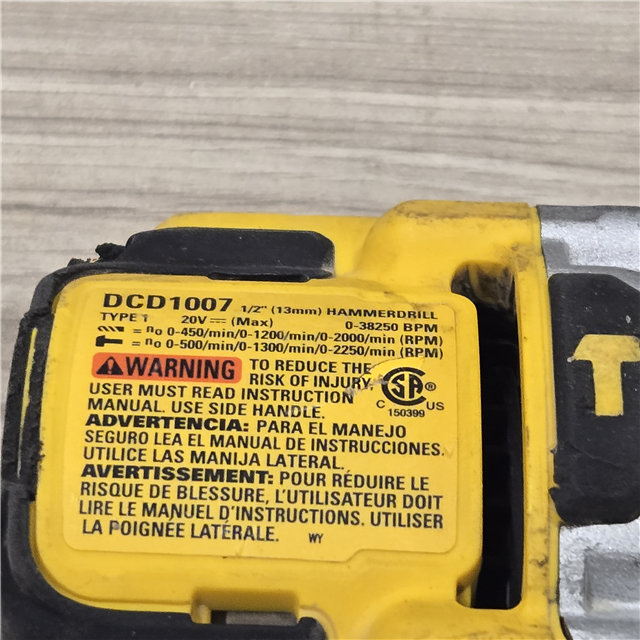 DCD1007 1/2" (13mm) HAMMERDRILL
TYPE 1 20V ⎓ (Max) 0-38250 BPM
= n₀ 0-450/min/0-1200/min/0-2000/min (RPM)
= n₀ 0-500/min/0-1300/min/0-2250/min (RPM)
⚠WARNING TO REDUCE THE
RISK OF INJURY,
USER MUST READ INSTRUCTION
MANUAL. USE SIDE HANDLE.
CSA®
C US
150399
ADVERTENCIA: PARA EL MANEJO
SEGURO LEA EL MANUAL DE INSTRUCCIONES.
UTILICE LAS MANIJA LATERAL.
AVERTISSEMENT: POUR RÉDUIRE LE
RISQUE DE BLESSURE, L'UTILISATEUR DOIT
LIRE LE MANUEL D'INSTRUCTIONS. UTILISER
LA POIGNÉE LATÉRALE. WY